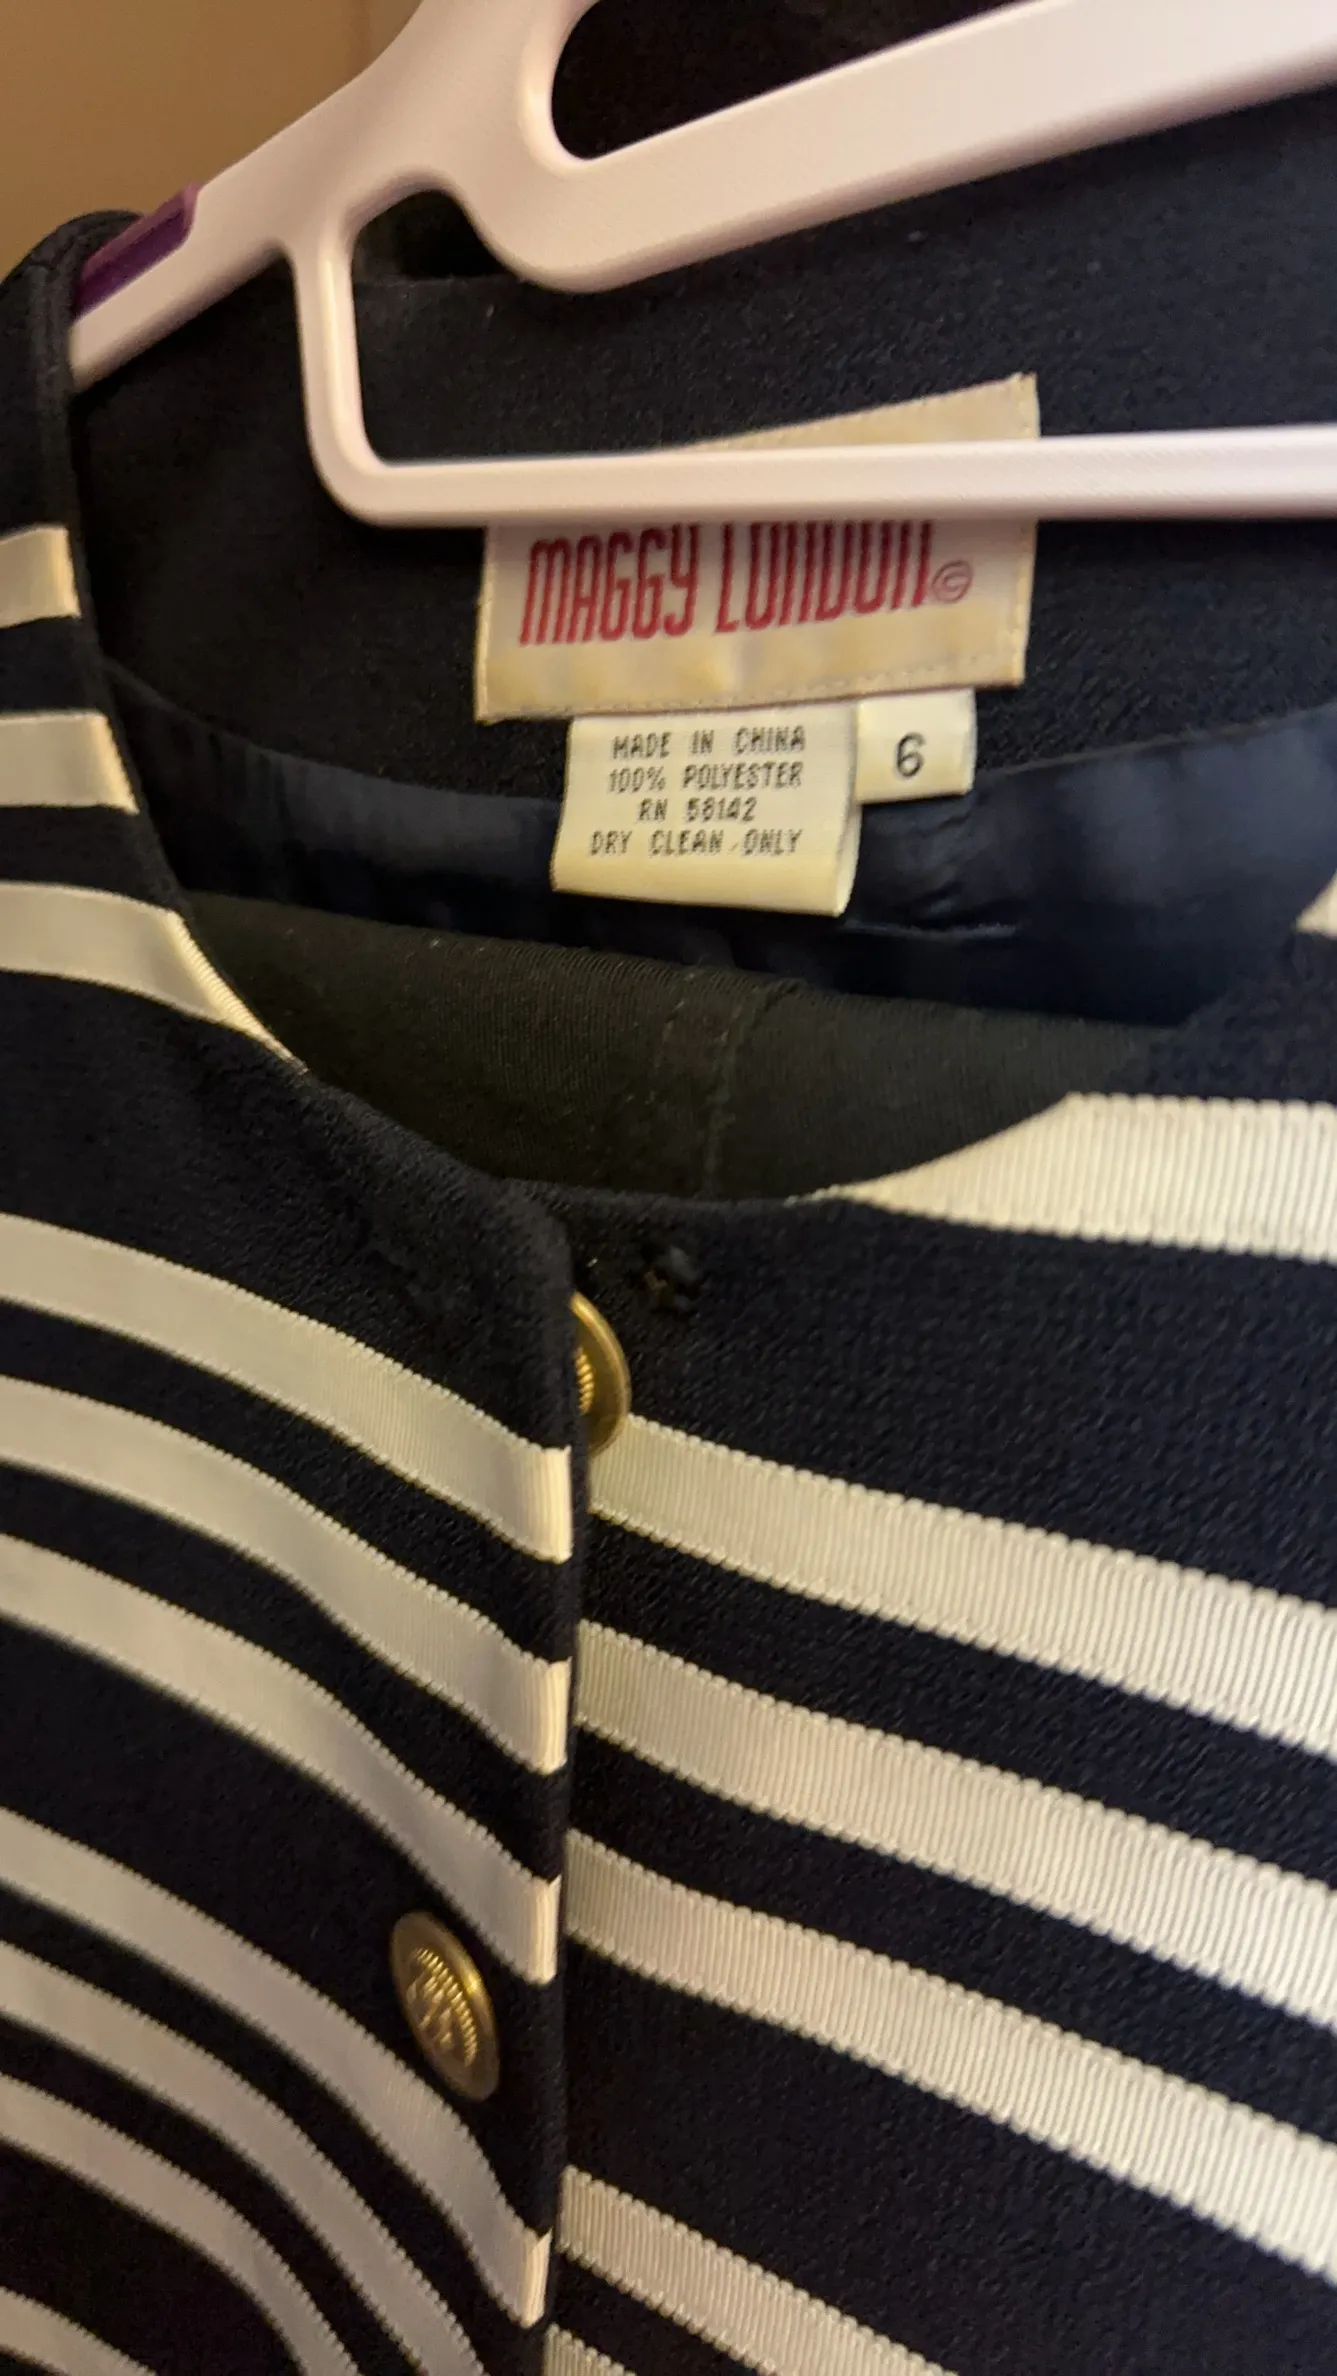 MAGGY LONDON©
MADE IN CHINA
100% POLYESTER
RN 58142
DRY CLEAN ONLY
6